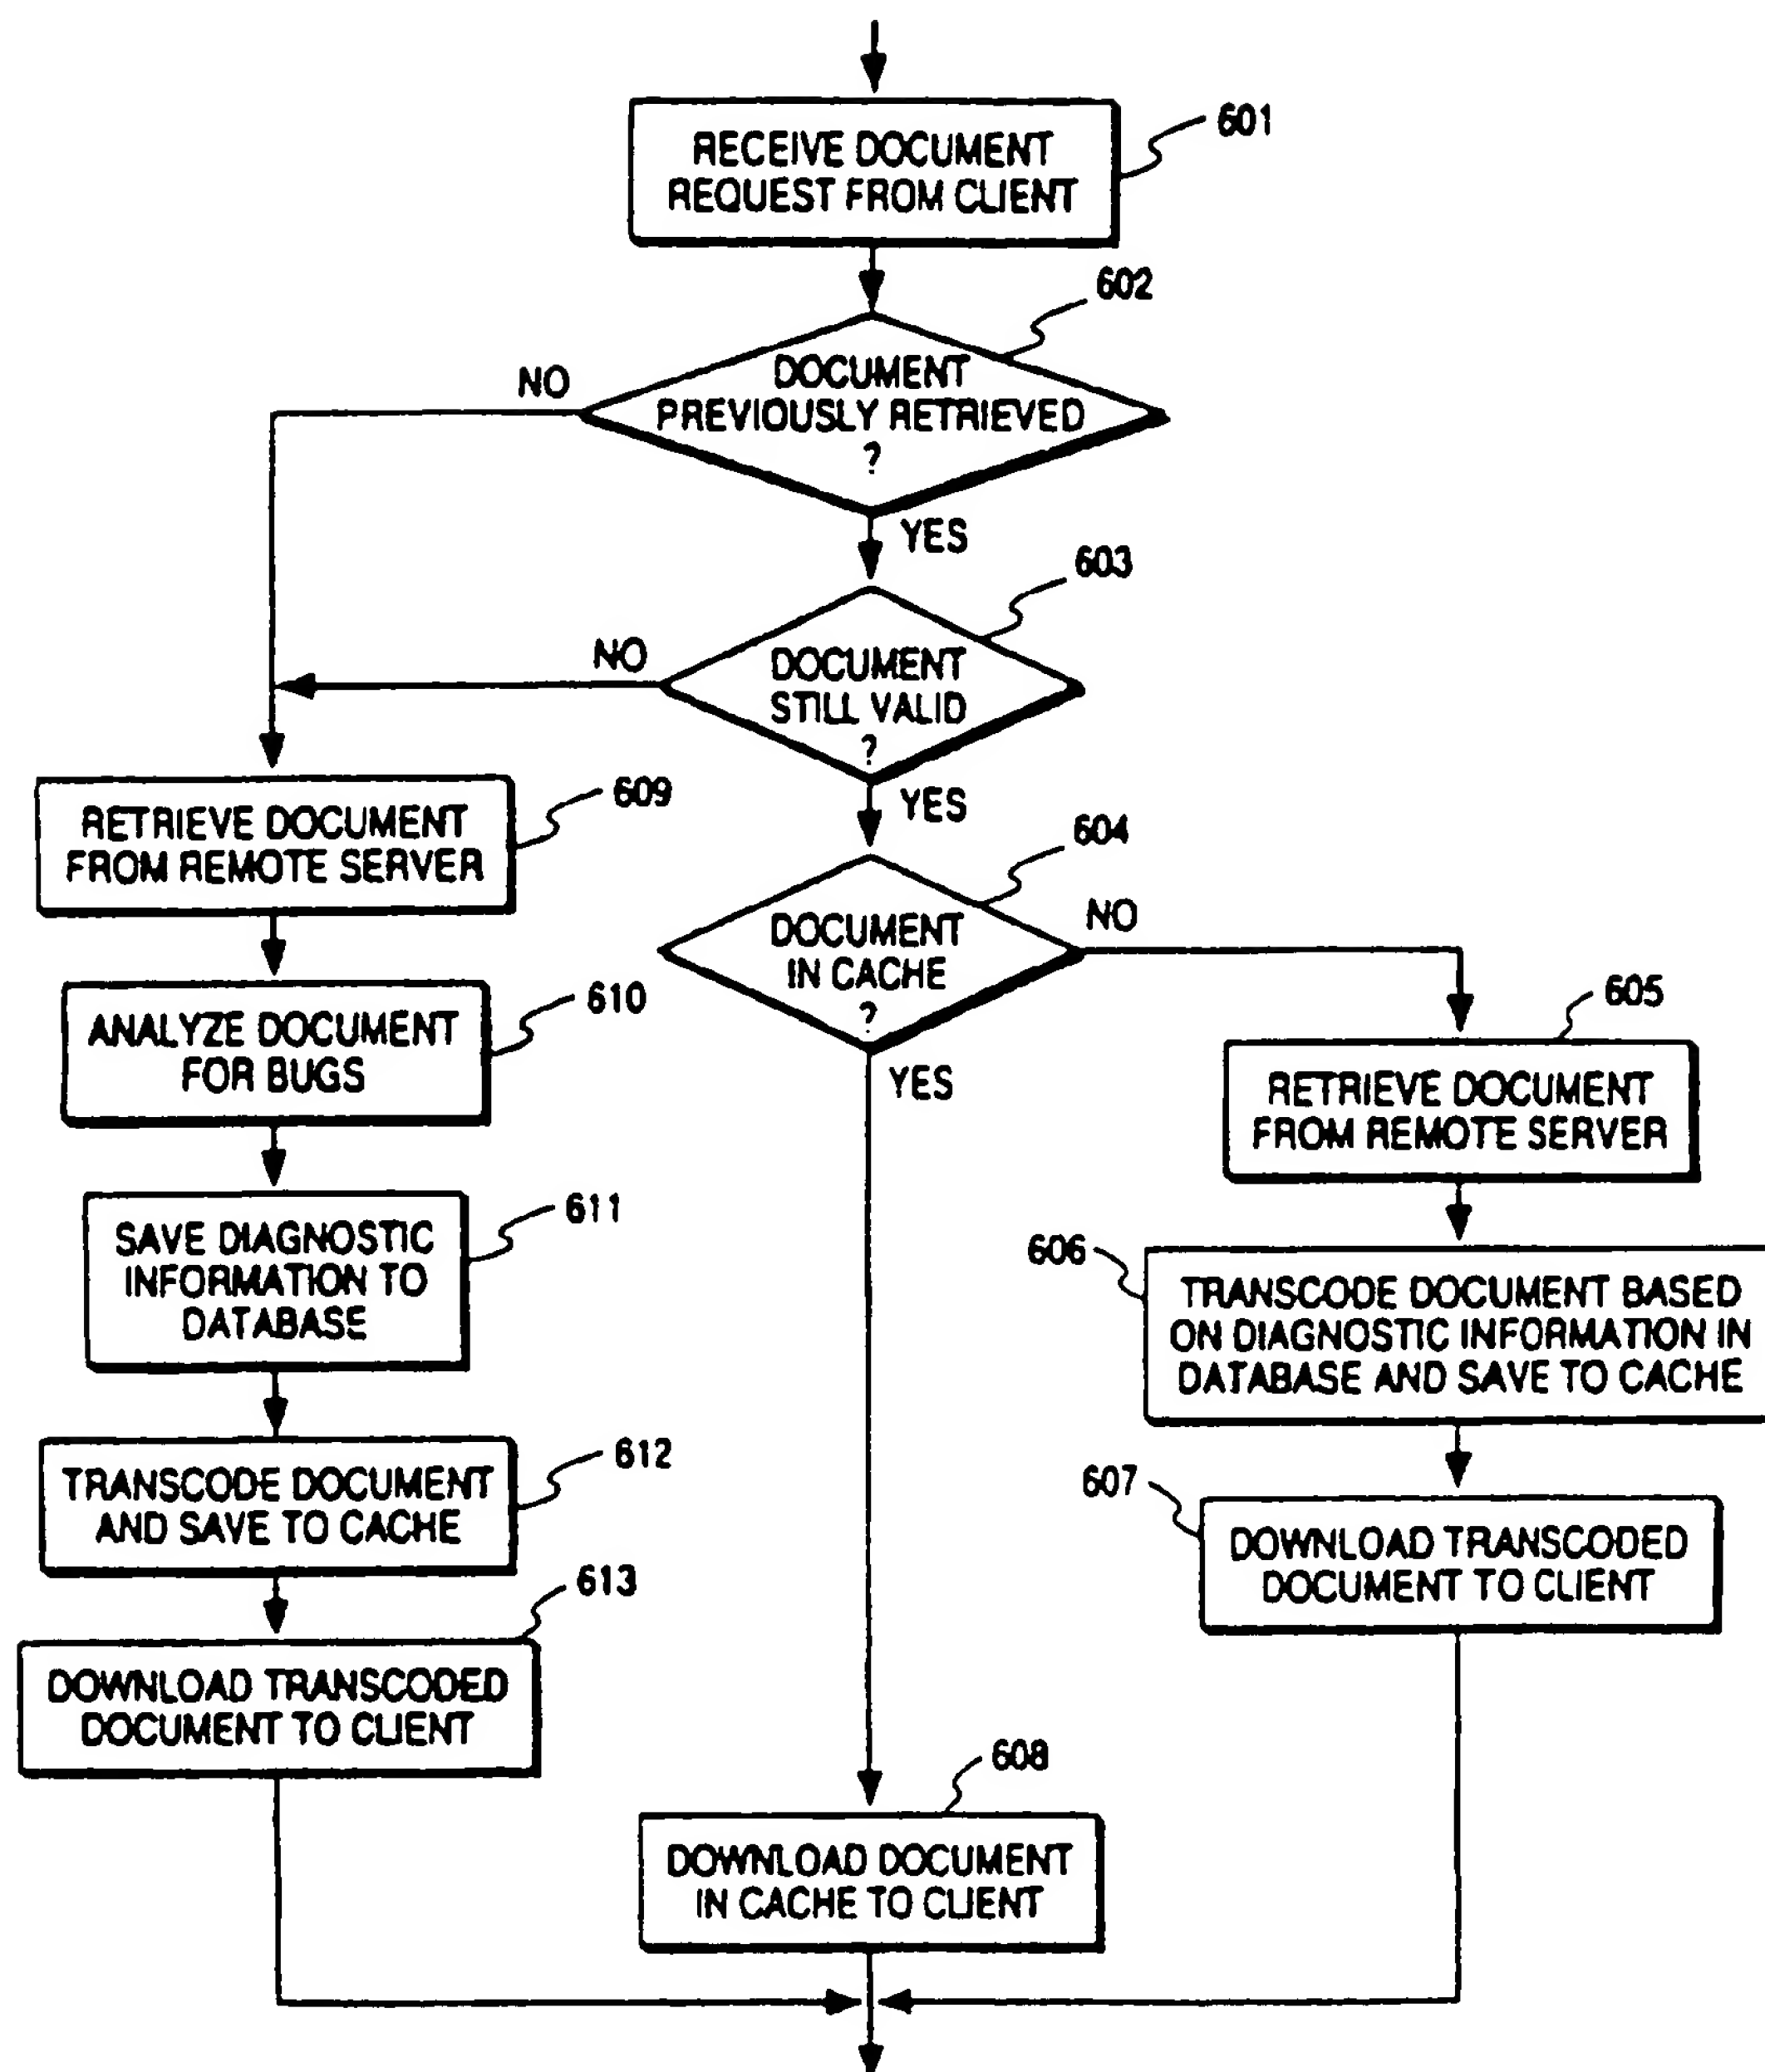 601
RECEIVE DOCUMENT
REQUEST FROM CLIENT
602
DOCUMENT
PREVIOUSLY RETRIEVED
?
NO
YES
603
DOCUMENT
STILL VALID
?
NO
YES
609
RETRIEVE DOCUMENT
FROM REMOTE SERVER
604
DOCUMENT
IN CACHE
?
NO
YES
610
ANALYZE DOCUMENT
FOR BUGS
605
RETRIEVE DOCUMENT
FROM REMOTE SERVER
611
SAVE DIAGNOSTIC
INFORMATION TO
DATABASE
606
TRANSCODE DOCUMENT BASED
ON DIAGNOSTIC INFORMATION IN
DATABASE AND SAVE TO CACHE
612
TRANSCODE DOCUMENT
AND SAVE TO CACHE
607
DOWNLOAD TRANSCODED
DOCUMENT TO CLIENT
613
DOWNLOAD TRANSCODED
DOCUMENT TO CLIENT
608
DOWNLOAD DOCUMENT
IN CACHE TO CLIENT